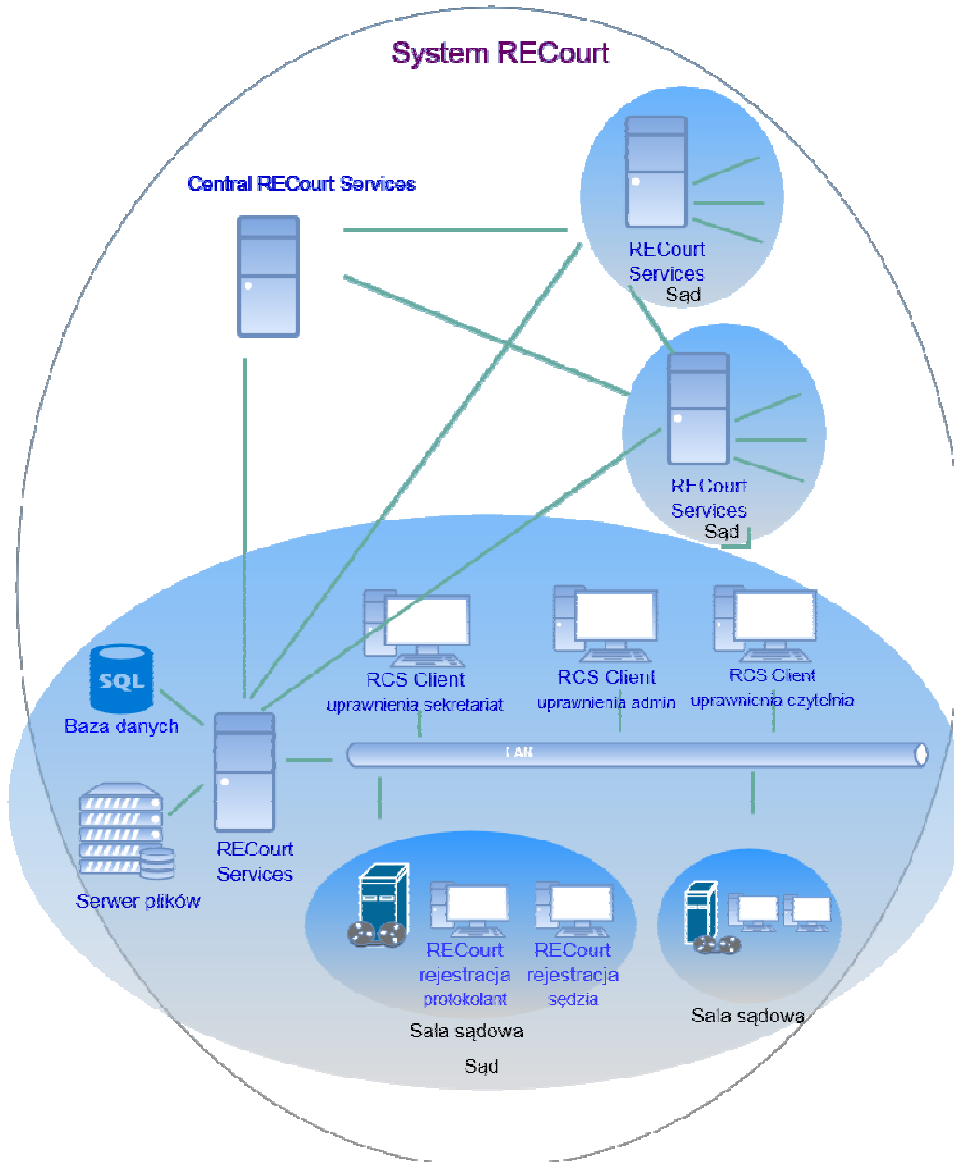 System RECourt
Central RECourt Services
RECourt
Services
Sąd
RECourt
Services
Sąd
RCS Client
uprawnienia sekretariat
RCS Client
uprawnienia admin
RCS Client
uprawnienia czytelnia
SQL
Baza danych
LAN
RECourt
Services
Serwer plików
RECourt
rejestracja
protokolant
RECourt
rejestracja
sędzia
Sala sądowa
Sala sądowa
Sąd